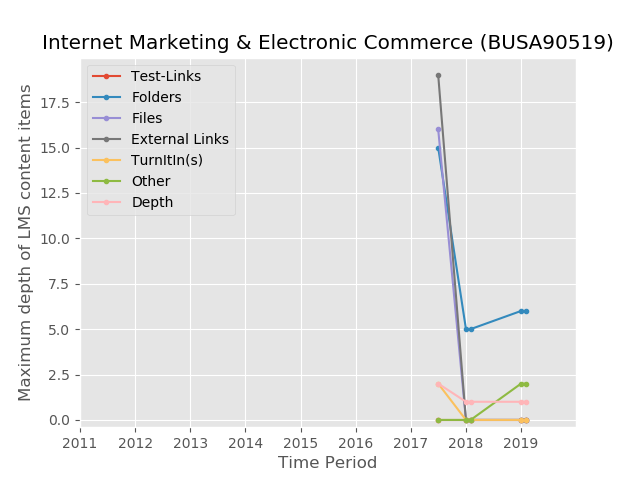 Internet Marketing & Electronic Commerce (BUSA90519)
Test-Links
Folders
Files
External Links
TurnItIn(s)
Other
Depth
Maximum depth of LMS content items
17.5
15.0
12.5
10.0
7.5
5.0
2.5
0.0
2011 2012 2013 2014 2015 2016 2017 2018 2019
Time Period